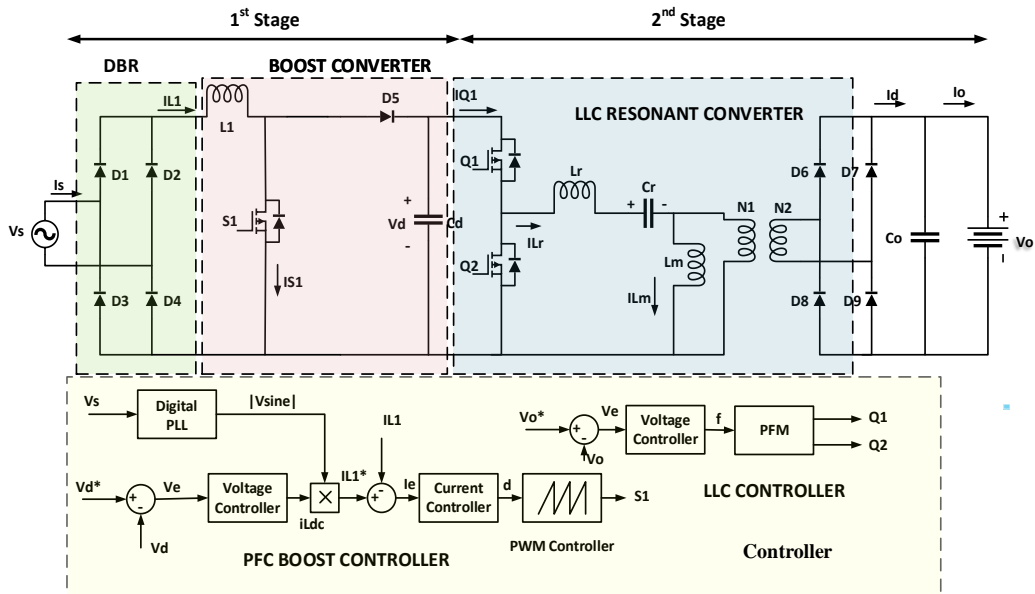 1st Stage
2nd Stage
DBR
BOOST CONVERTER
LLC RESONANT CONVERTER
IL1
L1
D5
IQ1
Id
Io
D1
D2
Q1
Lr
Cr
+ -
N1
N2
D6
D7
Is
Vs
S1
+
Vd
-
Cd
ILr
Q2
Lm
ILm
IS1
D3
D4
D8
D9
Co
+
Vo
-
Vs
Digital
PLL
|Vsine|
IL1
Vd*
+
-
Ve
Vd
Voltage
Controller
iLdc
×
IL1*
+
-
Ie
Current
Controller
d
S1
PWM Controller
PFC BOOST CONTROLLER
Vo*
+
-
Vo
Ve
Voltage
Controller
f
PFM
Q1
Q2
LLC CONTROLLER
Controller